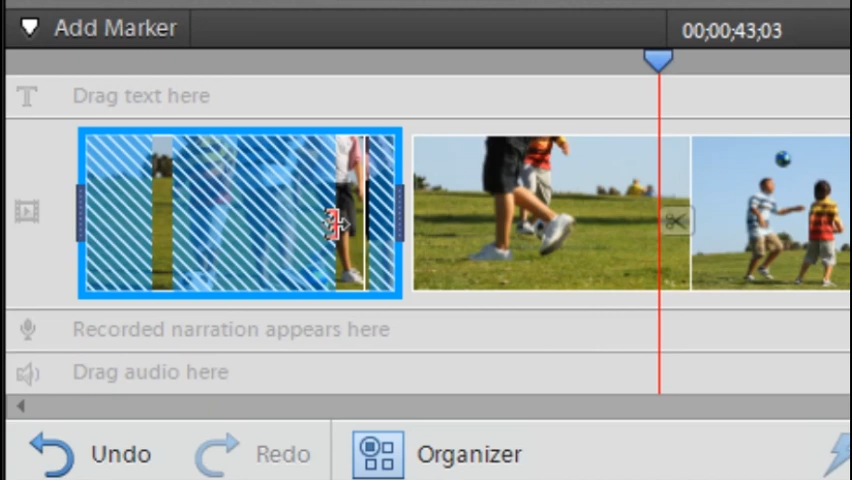 Add Marker
00;00;43;03
T
Drag text here
Recorded narration appears here
Drag audio here
Undo
Redo
Organizer